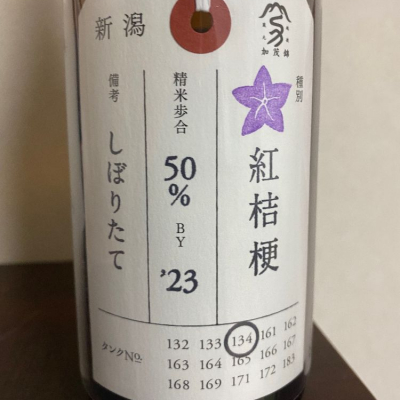 新潟
加茂錦
種別
紅桔梗
精米歩合
50
%
BY
'23
備考
しぼりたて
タンクNo.
132 133 134 161 162
163 164 165 166 167
168 169 171 172 183